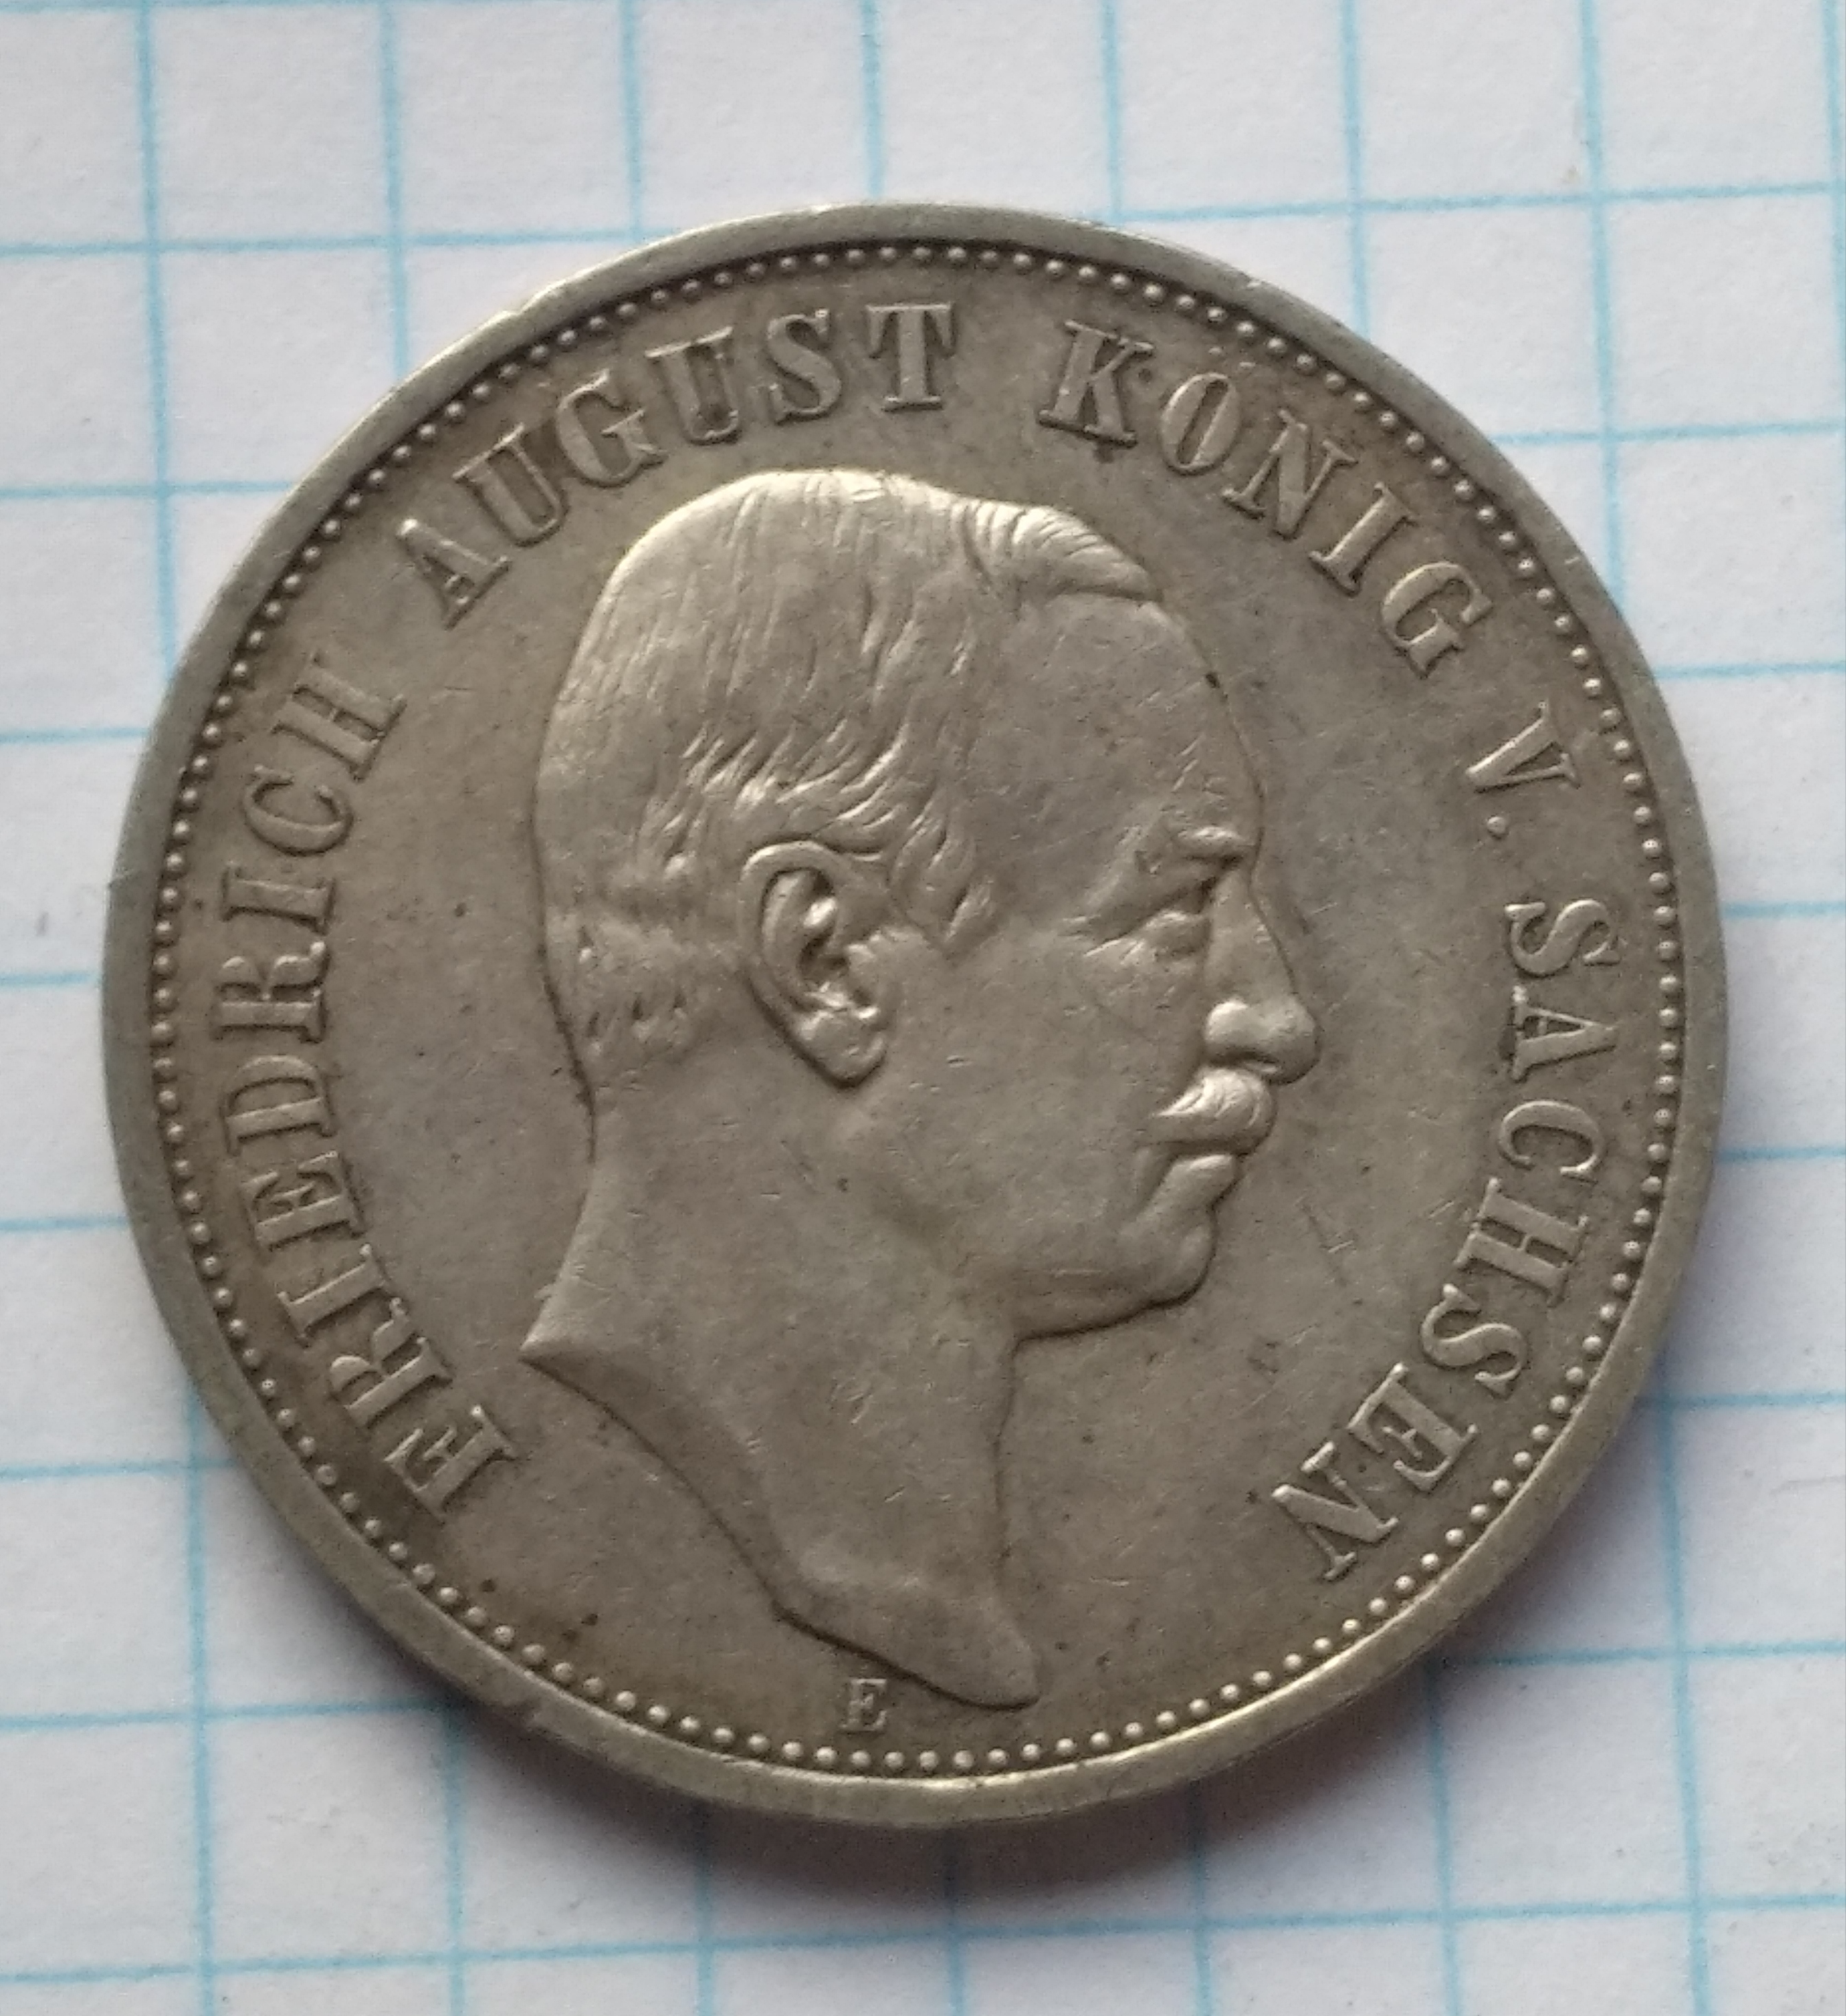 FRIEDRICH AUGUST KÖNIG V. SACHSEN
E